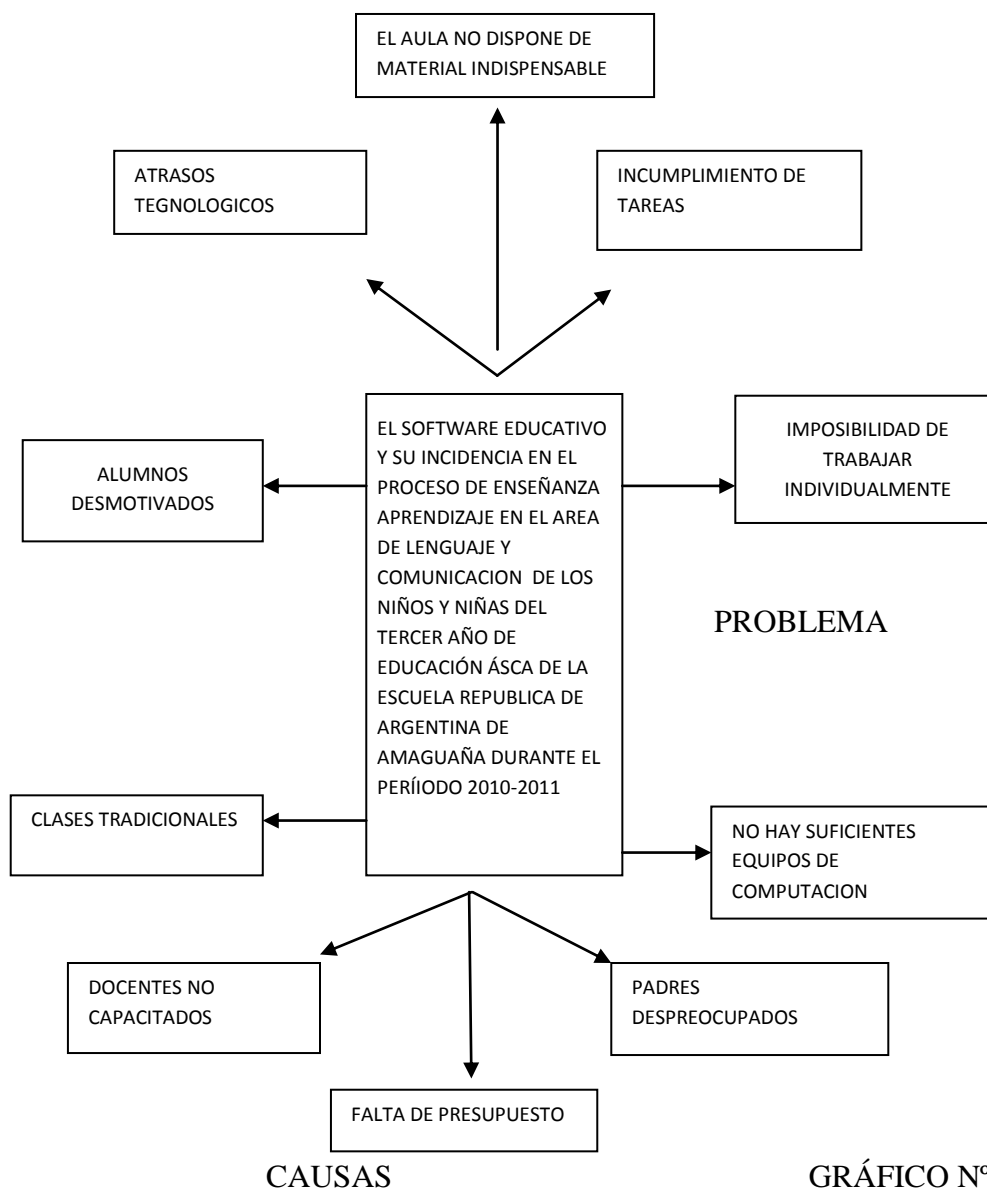 EL AULA NO DISPONE DE
MATERIAL INDISPENSABLE
ATRASOS
TEGNOLOGICOS
INCUMPLIMIENTO DE
TAREAS
ALUMNOS
DESMOTIVADOS
EL SOFTWARE EDUCATIVO
Y SU INCIDENCIA EN EL
PROCESO DE ENSEÑANZA
APRENDIZAJE EN EL AREA
DE LENGUAJE Y
COMUNICACION DE LOS
NIÑOS Y NIÑAS DEL
TERCER AÑO DE
EDUCACIÓN ÁSCA DE LA
ESCUELA REPUBLICA DE
ARGENTINA DE
AMAGUAÑA DURANTE EL
PERÍIODO 2010-2011
IMPOSIBILIDAD DE
TRABAJAR
INDIVIDUALMENTE
PROBLEMA
CLASES TRADICIONALES
NO HAY SUFICIENTES
EQUIPOS DE
COMPUTACION
DOCENTES NO
CAPACITADOS
PADRES
DESPREOCUPADOS
FALTA DE PRESUPUESTO
CAUSAS
GRÁFICO Nº